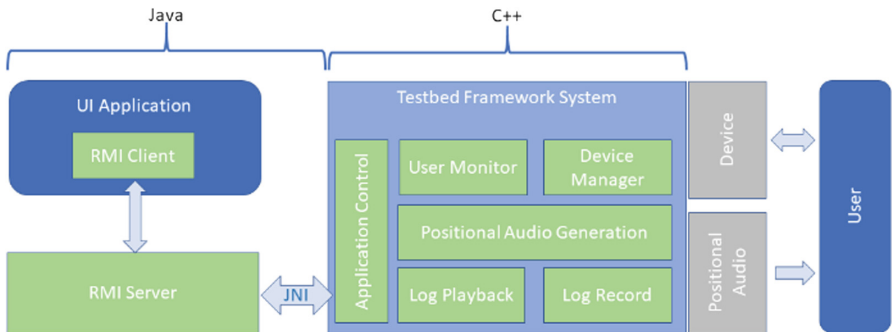 Java
C++
UI Application
RMI Client
RMI Server
JNI
Testbed Framework System
Application Control
User Monitor
Device
Manager
Positional Audio Generation
Log Playback
Log Record
Device
Positional
Audio
User